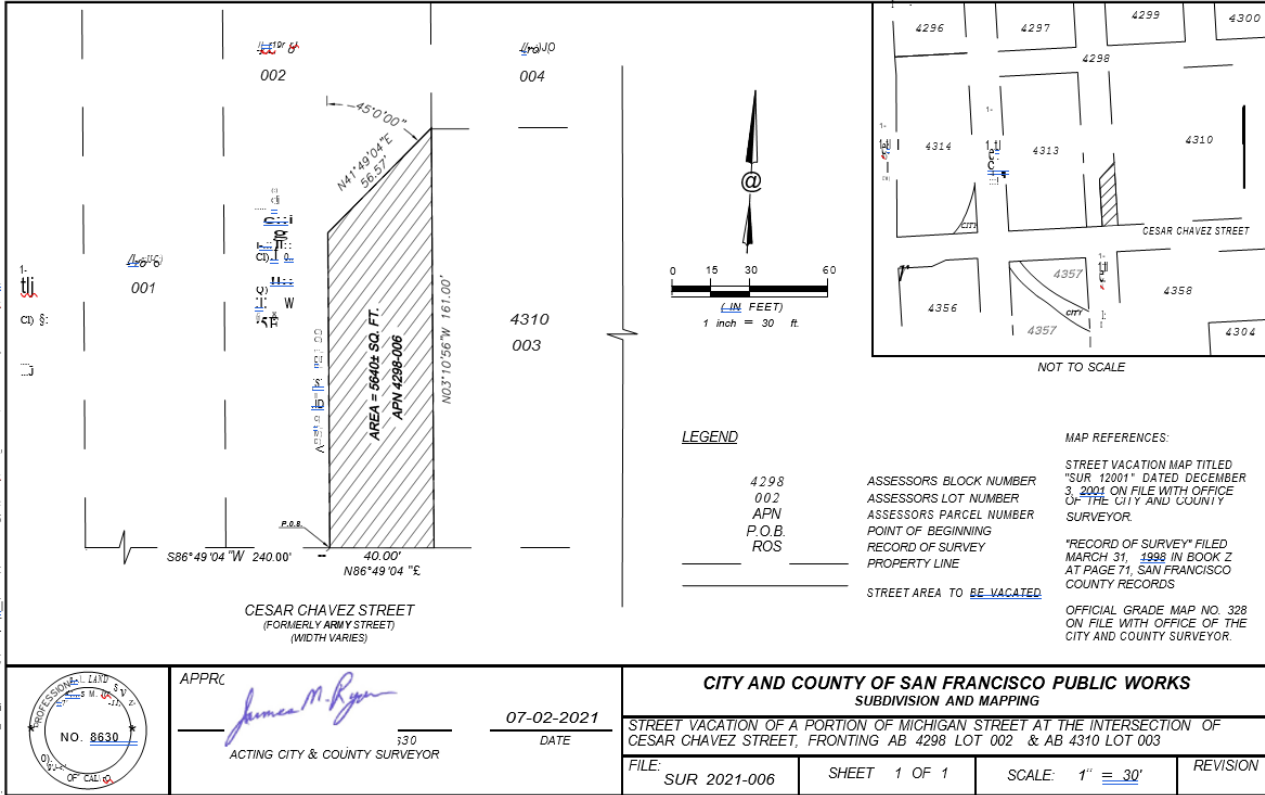 002
004
45°0'00"
N41°49'04"E
56.57'
001
AREA = 5640± SQ. FT.
APN 4298-006
N03°10'56"W 161.00'
4310
003
P.O.B.
S86°49'04"W 240.00'
40.00'
N86°49'04"E
CESAR CHAVEZ STREET
(FORMERLY ARMY STREET)
(WIDTH VARIES)
@
0 15 30 60
( IN FEET)
1 inch = 30 ft.
4296
4297
4299
4300
4298
4314
4313
4310
CITY
CESAR CHAVEZ STREET
4357
4356
CITY
4358
4357
4304
NOT TO SCALE
LEGEND
4298 ASSESSORS BLOCK NUMBER
002 ASSESSORS LOT NUMBER
APN ASSESSORS PARCEL NUMBER
P.O.B. POINT OF BEGINNING
ROS RECORD OF SURVEY
PROPERTY LINE
STREET AREA TO BE VACATED
MAP REFERENCES:
STREET VACATION MAP TITLED
"SUR 12001" DATED DECEMBER
3, 2001 ON FILE WITH OFFICE
OF THE CITY AND COUNTY
SURVEYOR.
"RECORD OF SURVEY" FILED
MARCH 31, 1998 IN BOOK Z
AT PAGE 71, SAN FRANCISCO
COUNTY RECORDS
OFFICIAL GRADE MAP NO. 328
ON FILE WITH OFFICE OF THE
CITY AND COUNTY SURVEYOR.
PROFESSIONAL LAND
NO. 8630
OF
APPRC
James M. Ryan
07-02-2021
DATE
ACTING CITY & COUNTY SURVEYOR
CITY AND COUNTY OF SAN FRANCISCO PUBLIC WORKS
SUBDIVISION AND MAPPING
STREET VACATION OF A PORTION OF MICHIGAN STREET AT THE INTERSECTION OF
CESAR CHAVEZ STREET, FRONTING AB 4298 LOT 002 & AB 4310 LOT 003
FILE: SUR 2021-006
SHEET 1 OF 1
SCALE: 1" = 30'
REVISION